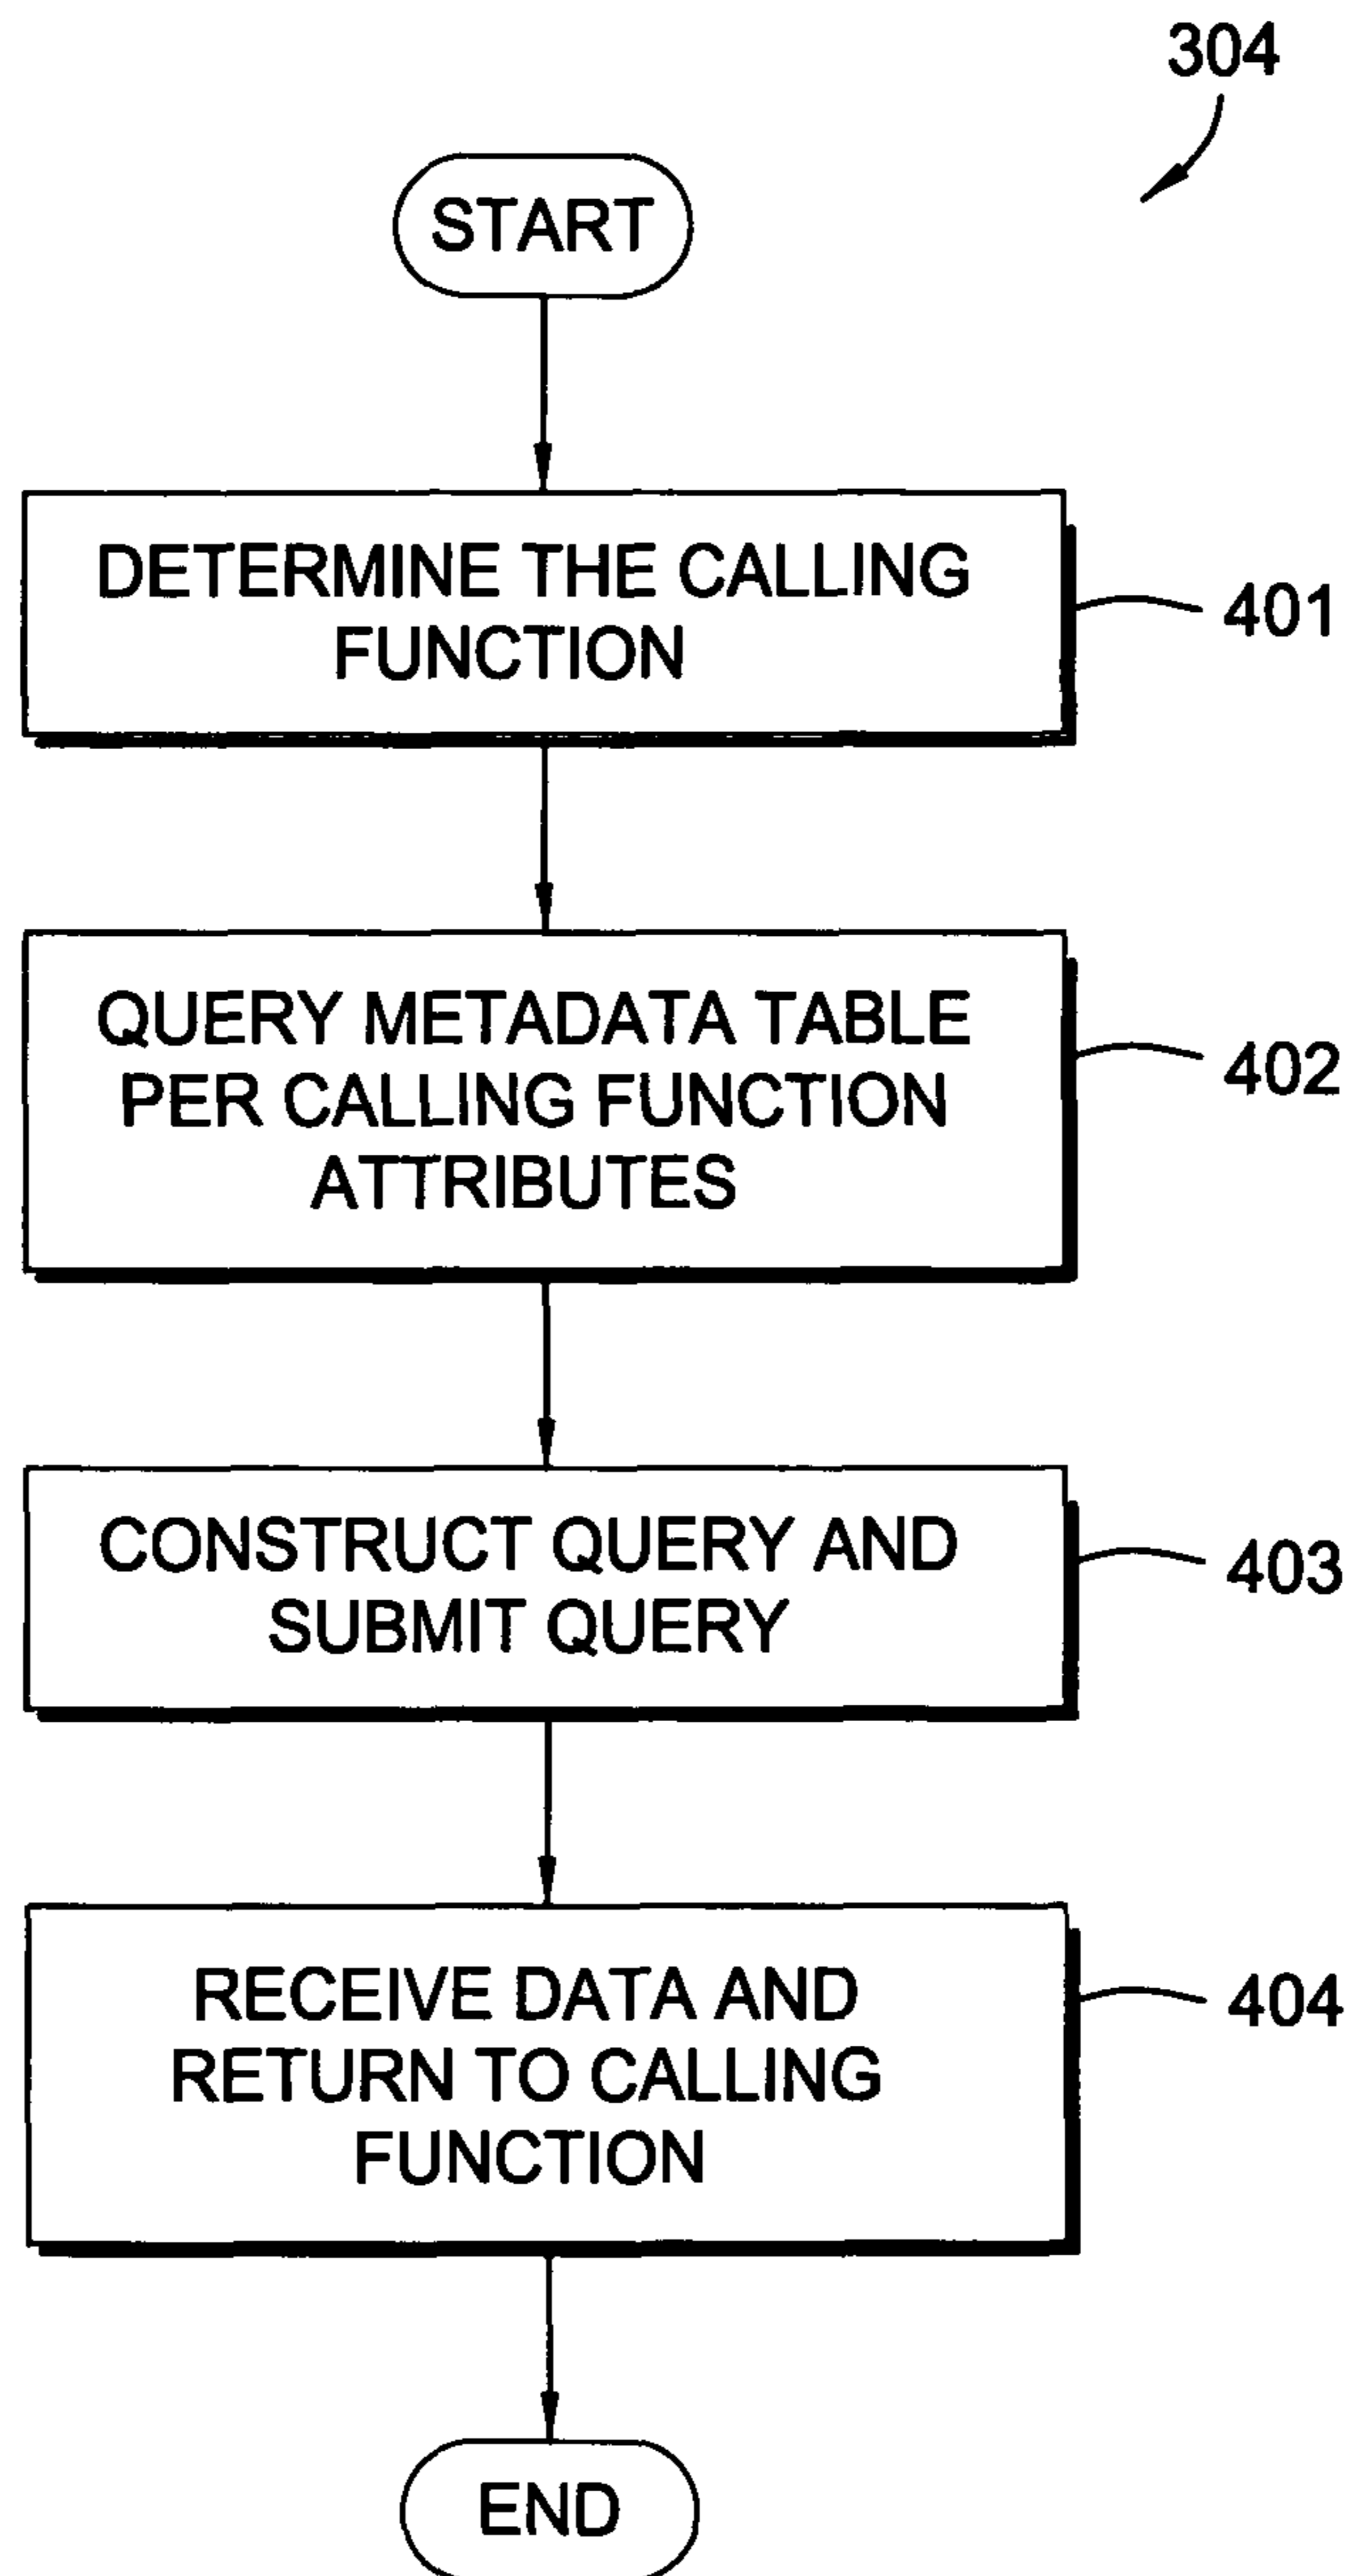 304
START
DETERMINE THE CALLING
FUNCTION
401
QUERY METADATA TABLE
PER CALLING FUNCTION
ATTRIBUTES
402
CONSTRUCT QUERY AND
SUBMIT QUERY
403
RECEIVE DATA AND
RETURN TO CALLING
FUNCTION
404
END